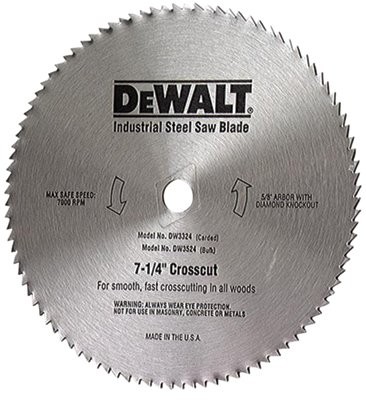 DEWALT®
Industrial Steel Saw Blade
MAX SAFE SPEED:
7000 RPM
5/8" ARBOR WITH
DIAMOND KNOCKOUT
Model No. DW3324 (Carded)
Model No. DW3524 (Bulk)
7-1/4" Crosscut
For smooth, fast crosscutting in all woods
WARNING: ALWAYS WEAR EYE PROTECTION.
NOT FOR USE IN MASONRY, CONCRETE OR METALS
MADE IN THE U.S.A.